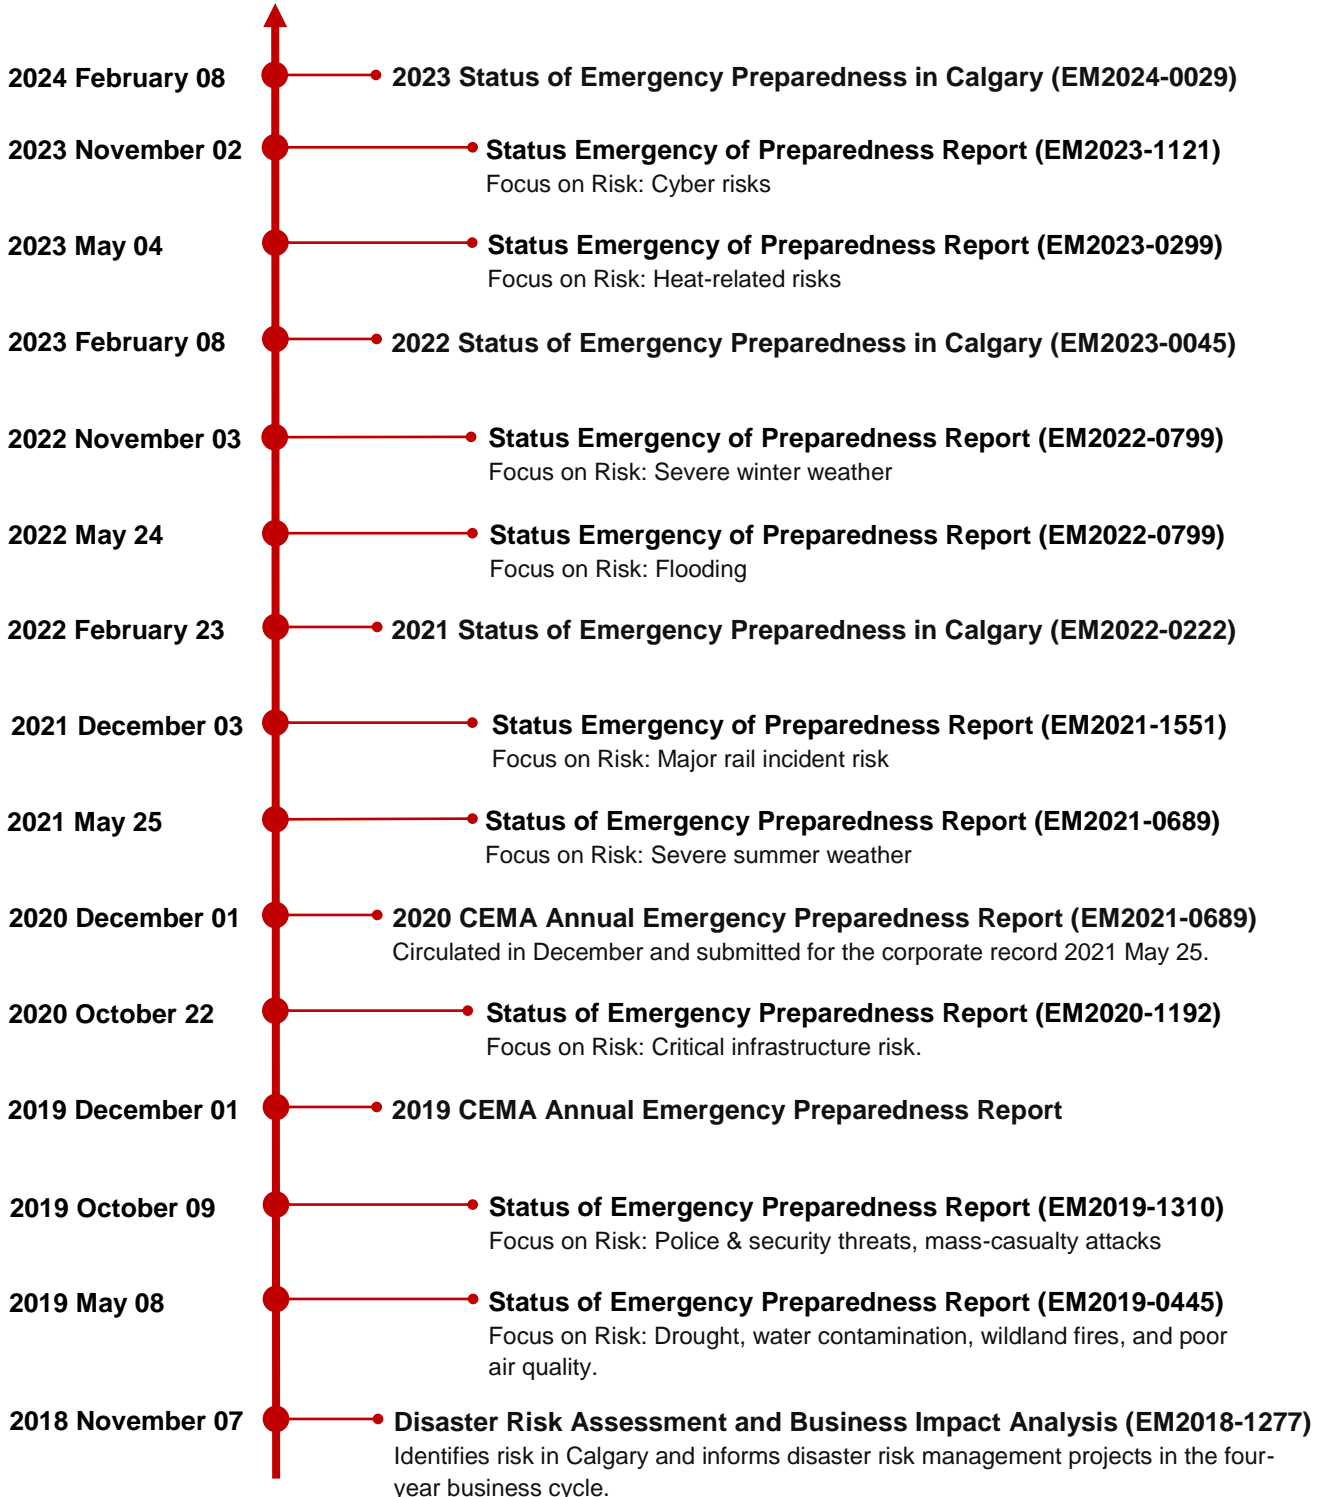 2024 February 08
2023 Status of Emergency Preparedness in Calgary (EM2024-0029)
2023 November 02
Status Emergency of Preparedness Report (EM2023-1121)
Focus on Risk: Cyber risks
2023 May 04
Status Emergency of Preparedness Report (EM2023-0299)
Focus on Risk: Heat-related risks
2023 February 08
2022 Status of Emergency Preparedness in Calgary (EM2023-0045)
2022 November 03
Status Emergency of Preparedness Report (EM2022-0799)
Focus on Risk: Severe winter weather
2022 May 24
Status Emergency of Preparedness Report (EM2022-0799)
Focus on Risk: Flooding
2022 February 23
2021 Status of Emergency Preparedness in Calgary (EM2022-0222)
2021 December 03
Status Emergency of Preparedness Report (EM2021-1551)
Focus on Risk: Major rail incident risk
2021 May 25
Status of Emergency Preparedness Report (EM2021-0689)
Focus on Risk: Severe summer weather
2020 December 01
2020 CEMA Annual Emergency Preparedness Report (EM2021-0689)
Circulated in December and submitted for the corporate record 2021 May 25.
2020 October 22
Status of Emergency Preparedness Report (EM2020-1192)
Focus on Risk: Critical infrastructure risk.
2019 December 01
2019 CEMA Annual Emergency Preparedness Report
2019 October 09
Status of Emergency Preparedness Report (EM2019-1310)
Focus on Risk: Police & security threats, mass-casualty attacks
2019 May 08
Status of Emergency Preparedness Report (EM2019-0445)
Focus on Risk: Drought, water contamination, wildland fires, and poor
air quality.
2018 November 07
Disaster Risk Assessment and Business Impact Analysis (EM2018-1277)
Identifies risk in Calgary and informs disaster risk management projects in the four-
year business cycle.